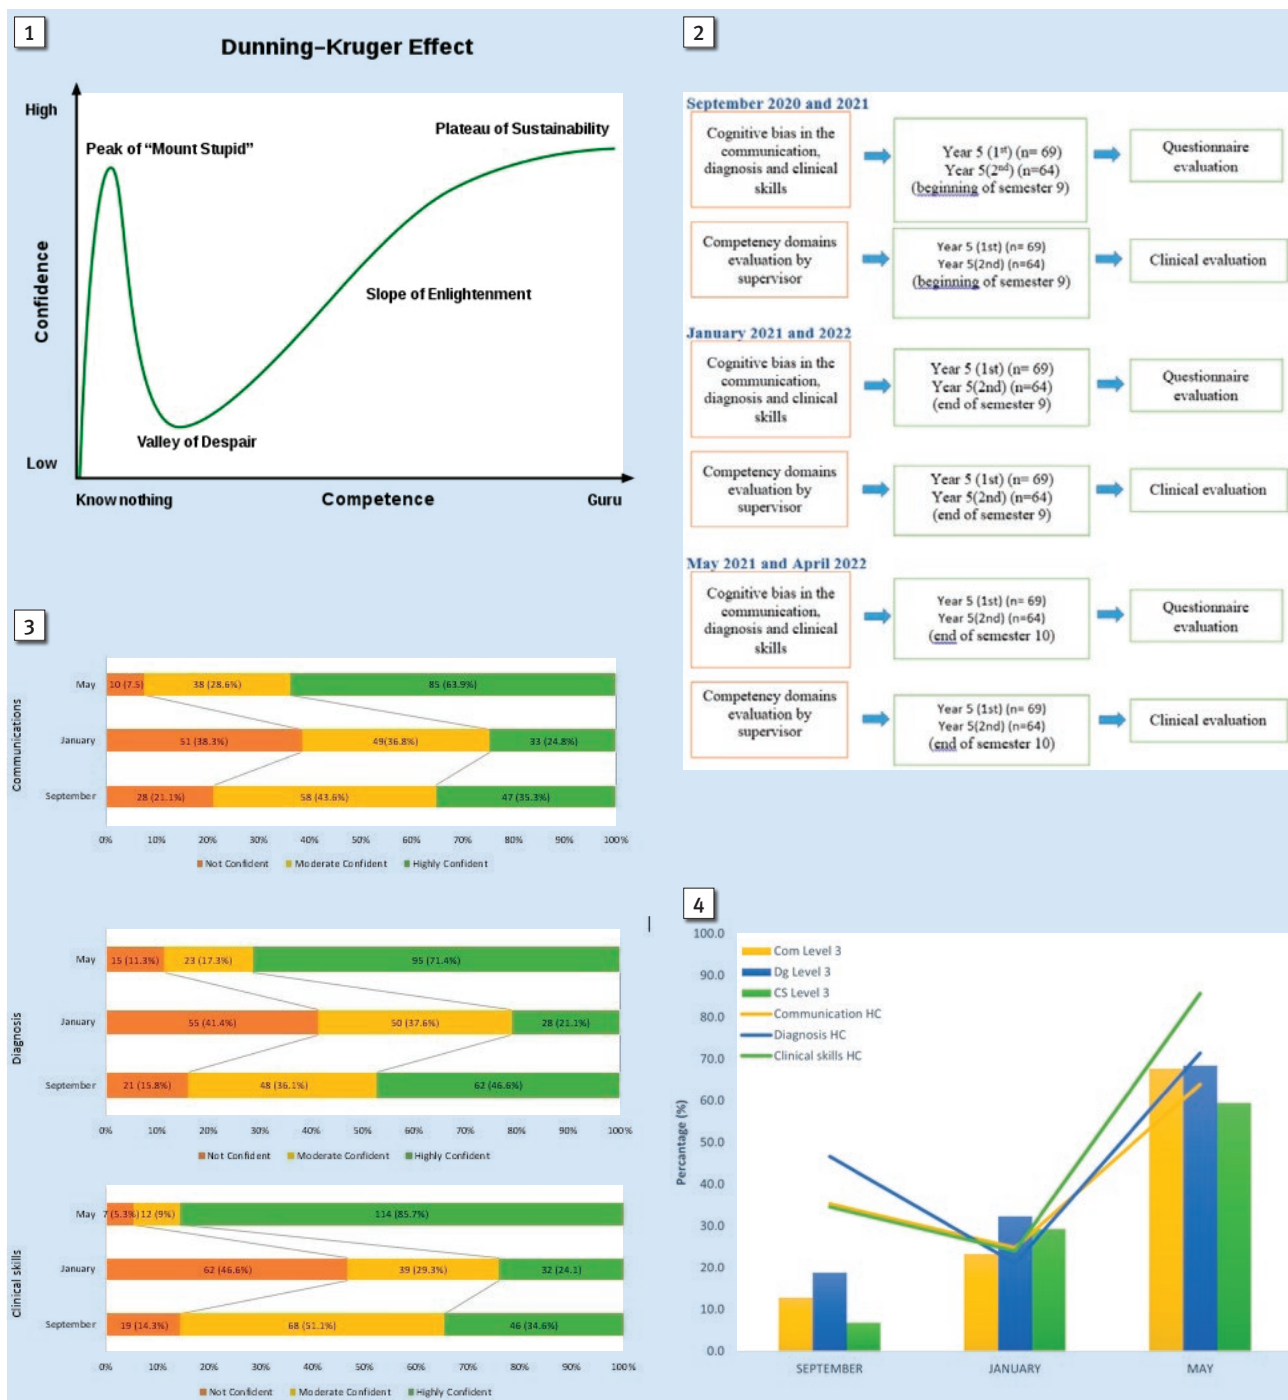 1
Dunning–Kruger Effect
High
Confidence
Low
Peak of “Mount Stupid”
Plateau of Sustainability
Slope of Enlightenment
Valley of Despair
Know nothing
Competence
Guru
2
September 2020 and 2021
Cognitive bias in the
communication,
diagnosis and clinical
skills
Year 5 (1st) (n= 69)
Year 5(2nd) (n=64)
(beginning of semester 9)
Questionnaire
evaluation
Competency domains
evaluation by
supervisor
Year 5 (1st) (n= 69)
Year 5(2nd) (n=64)
(beginning of semester 9)
Clinical evaluation
January 2021 and 2022
Cognitive bias in the
communication,
diagnosis and clinical
skills
Year 5 (1st) (n= 69)
Year 5(2nd) (n=64)
(end of semester 9)
Questionnaire
evaluation
Competency domains
evaluation by
supervisor
Year 5 (1st) (n= 69)
Year 5(2nd) (n=64)
(end of semester 9)
Clinical evaluation
May 2021 and April 2022
Cognitive bias in the
communication,
diagnosis and clinical
skills
Year 5 (1st) (n= 69)
Year 5(2nd) (n=64)
(end of semester 10)
Questionnaire
evaluation
Competency domains
evaluation by
supervisor
Year 5 (1st) (n= 69)
Year 5(2nd) (n=64)
(end of semester 10)
Clinical evaluation
3
Communications
May 10 (7.5) 38 (28.6%) 85 (63.9%)
January 51 (38.3%) 49(36.8%) 33 (24.8%)
September 28 (21.1%) 58 (43.6%) 47 (35.3%)
0% 10% 20% 30% 40% 50% 60% 70% 80% 90% 100%
Not Confident Moderate Confident Highly Confident
Diagnosis
May 15 (11.3%) 23 (17.3%) 95 (71.4%)
January 55 (41.4%) 50 (37.6%) 28 (21.1%)
September 21 (15.8%) 48 (36.1%) 62 (46.6%)
0% 10% 20% 30% 40% 50% 60% 70% 80% 90% 100%
Not Confident Moderate Confident Highly Confident
Clinical skills
May 7 (5.3%) 12 (9%) 114 (85.7%)
January 62 (46.6%) 39 (29.3%) 32 (24.1)
September 19 (14.3%) 68 (51.1%) 46 (34.6%)
0% 10% 20% 30% 40% 50% 60% 70% 80% 90% 100%
Not Confident Moderate Confident Highly Confident
4
Percantage (%)
100.0
90.0
80.0
70.0
60.0
50.0
40.0
30.0
20.0
10.0
0.0
Com Level 3
Dg Level 3
CS Level 3
Communication HC
Diagnosis HC
Clinical skills HC
SEPTEMBER JANUARY MAY